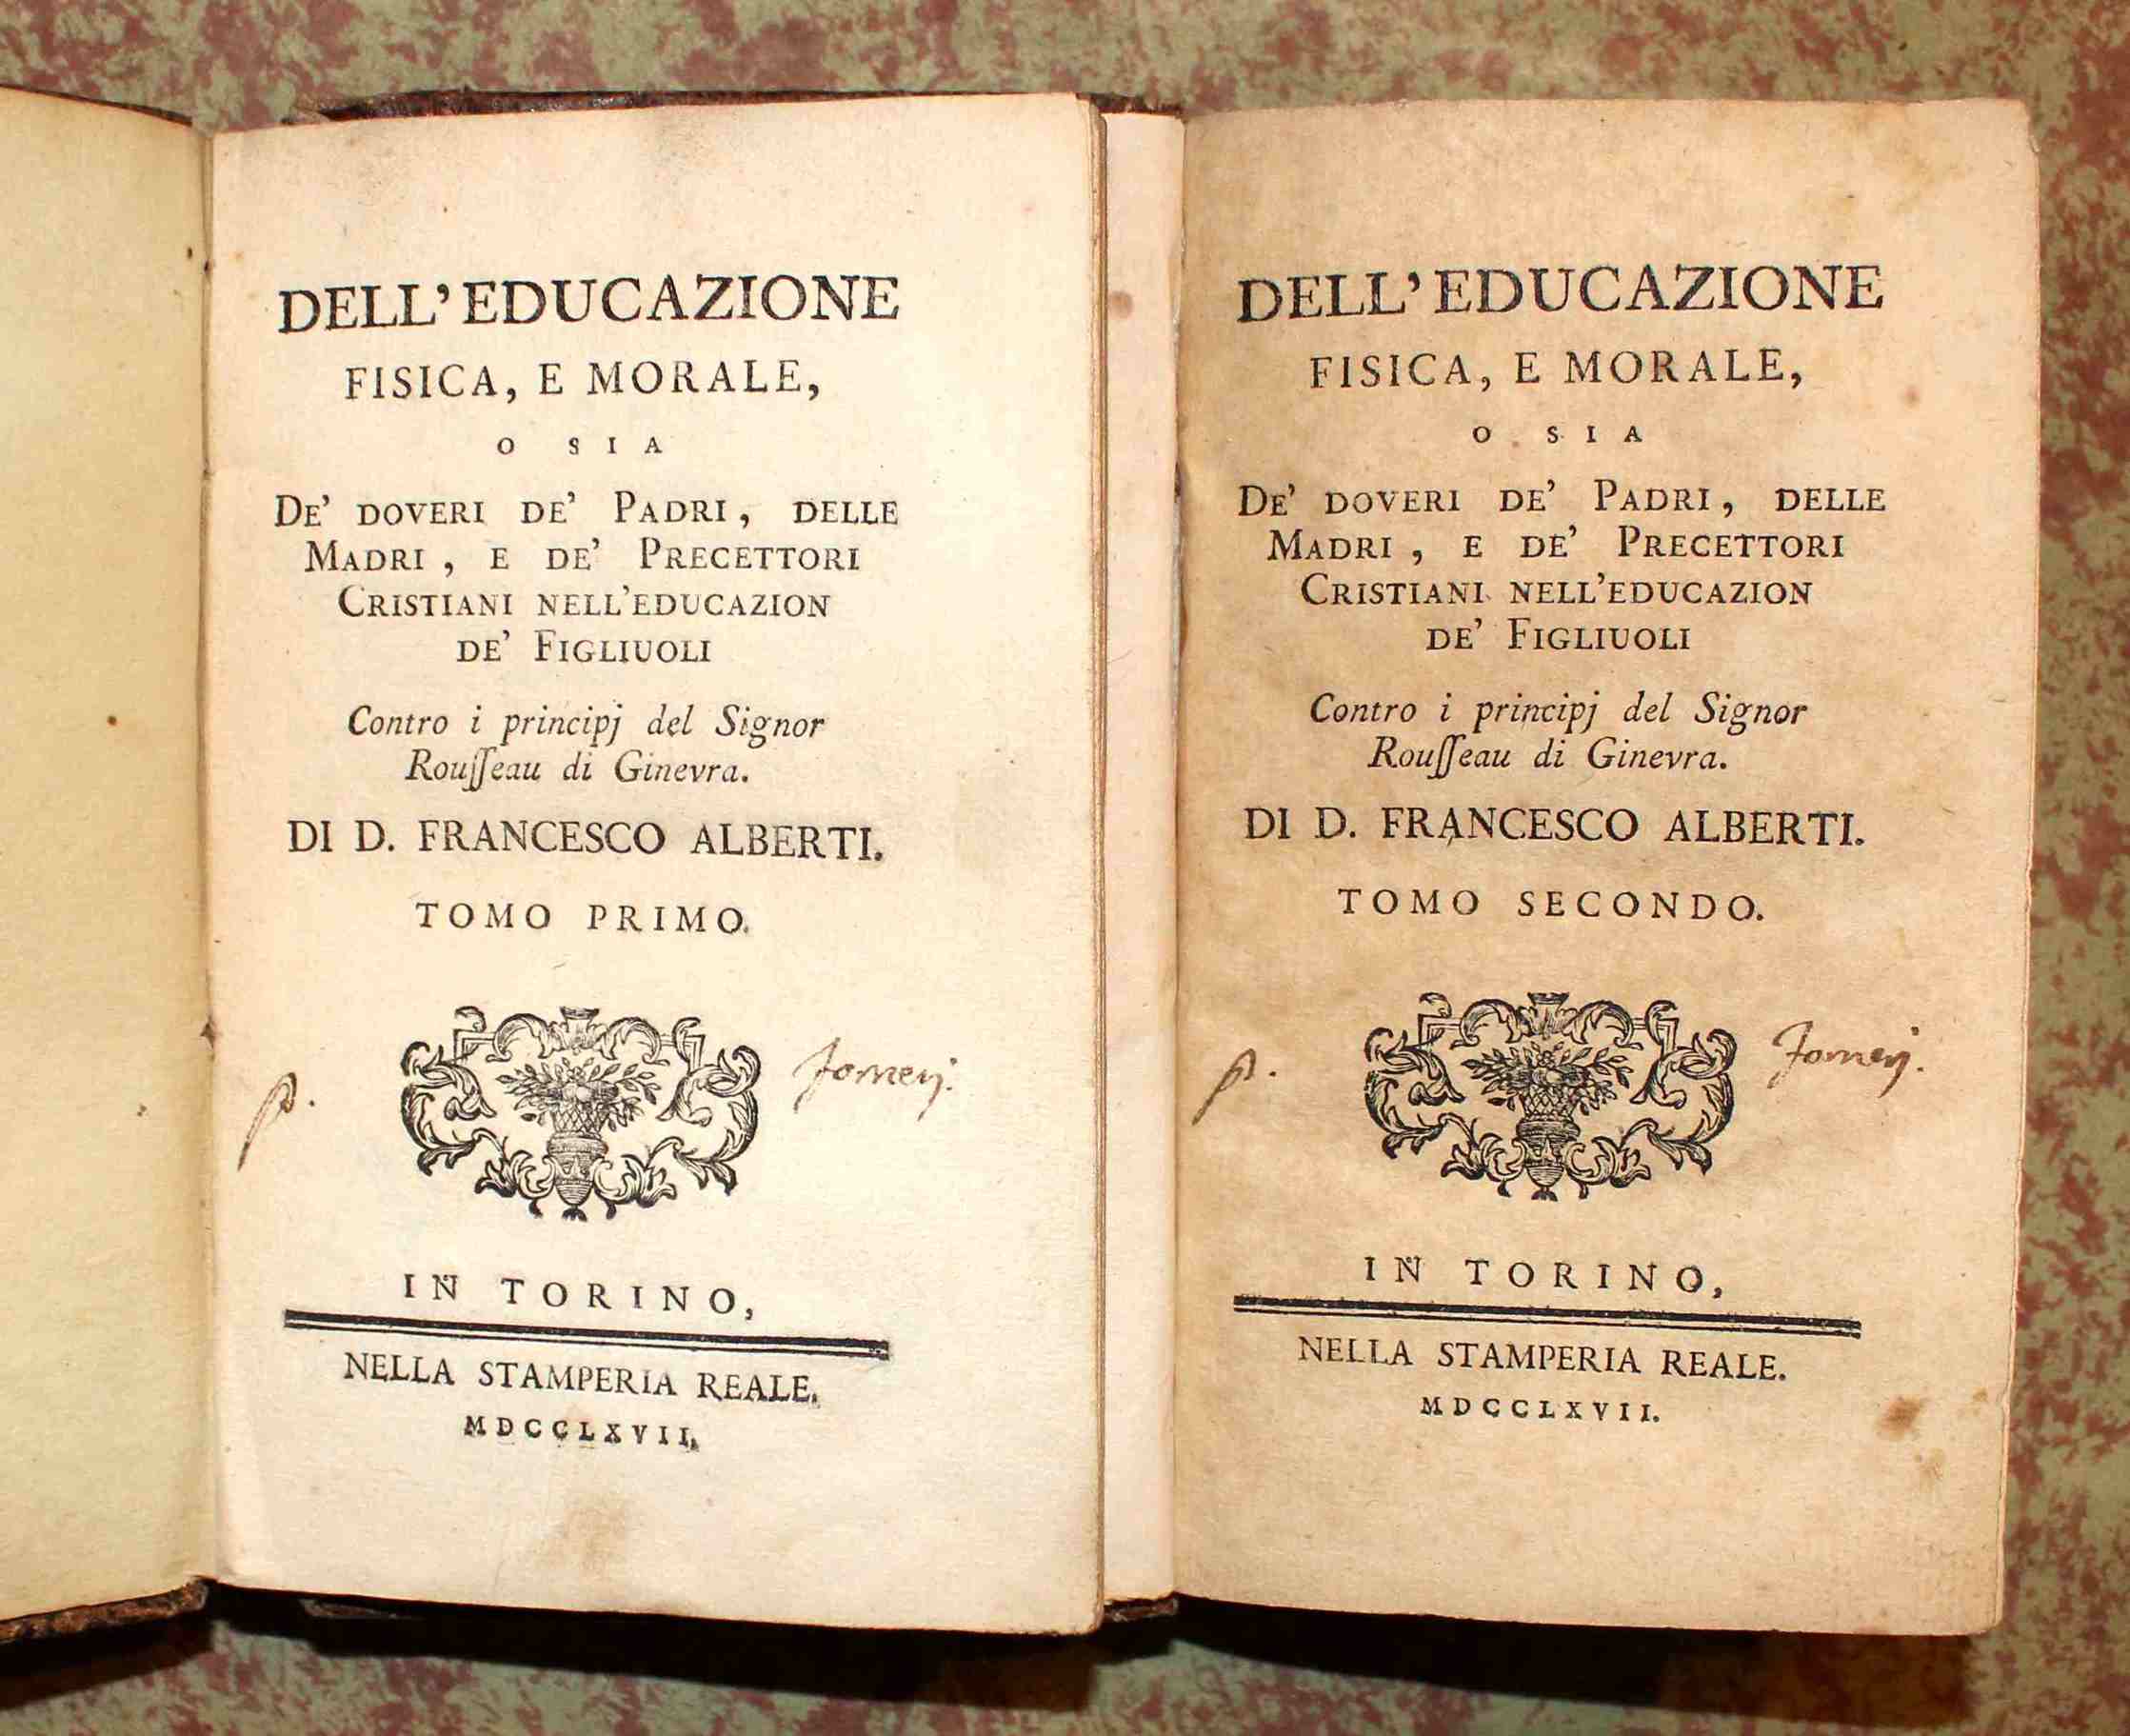 DELL'EDUCAZIONE
FISICA, E MORALE,
O SIA
DE' DOVERI DE' PADRI, DELLE
MADRI, E DE' PRECETTORI
CRISTIANI NELL'EDUCAZION
DE' FIGLIUOLI
Contro i principj del Signor
Rouſſeau di Ginevra.
DI D. FRANCESCO ALBERTI.
TOMO PRIMO.
IN TORINO,
NELLA STAMPERIA REALE.
MDCCLXVII.
DELL'EDUCAZIONE
FISICA, E MORALE,
O SIA
DE' DOVERI DE' PADRI, DELLE
MADRI, E DE' PRECETTORI
CRISTIANI NELL'EDUCAZION
DE' FIGLIUOLI
Contro i principj del Signor
Rouſſeau di Ginevra.
DI D. FRANCESCO ALBERTI.
TOMO SECONDO.
IN TORINO,
NELLA STAMPERIA REALE.
MDCCLXVII.